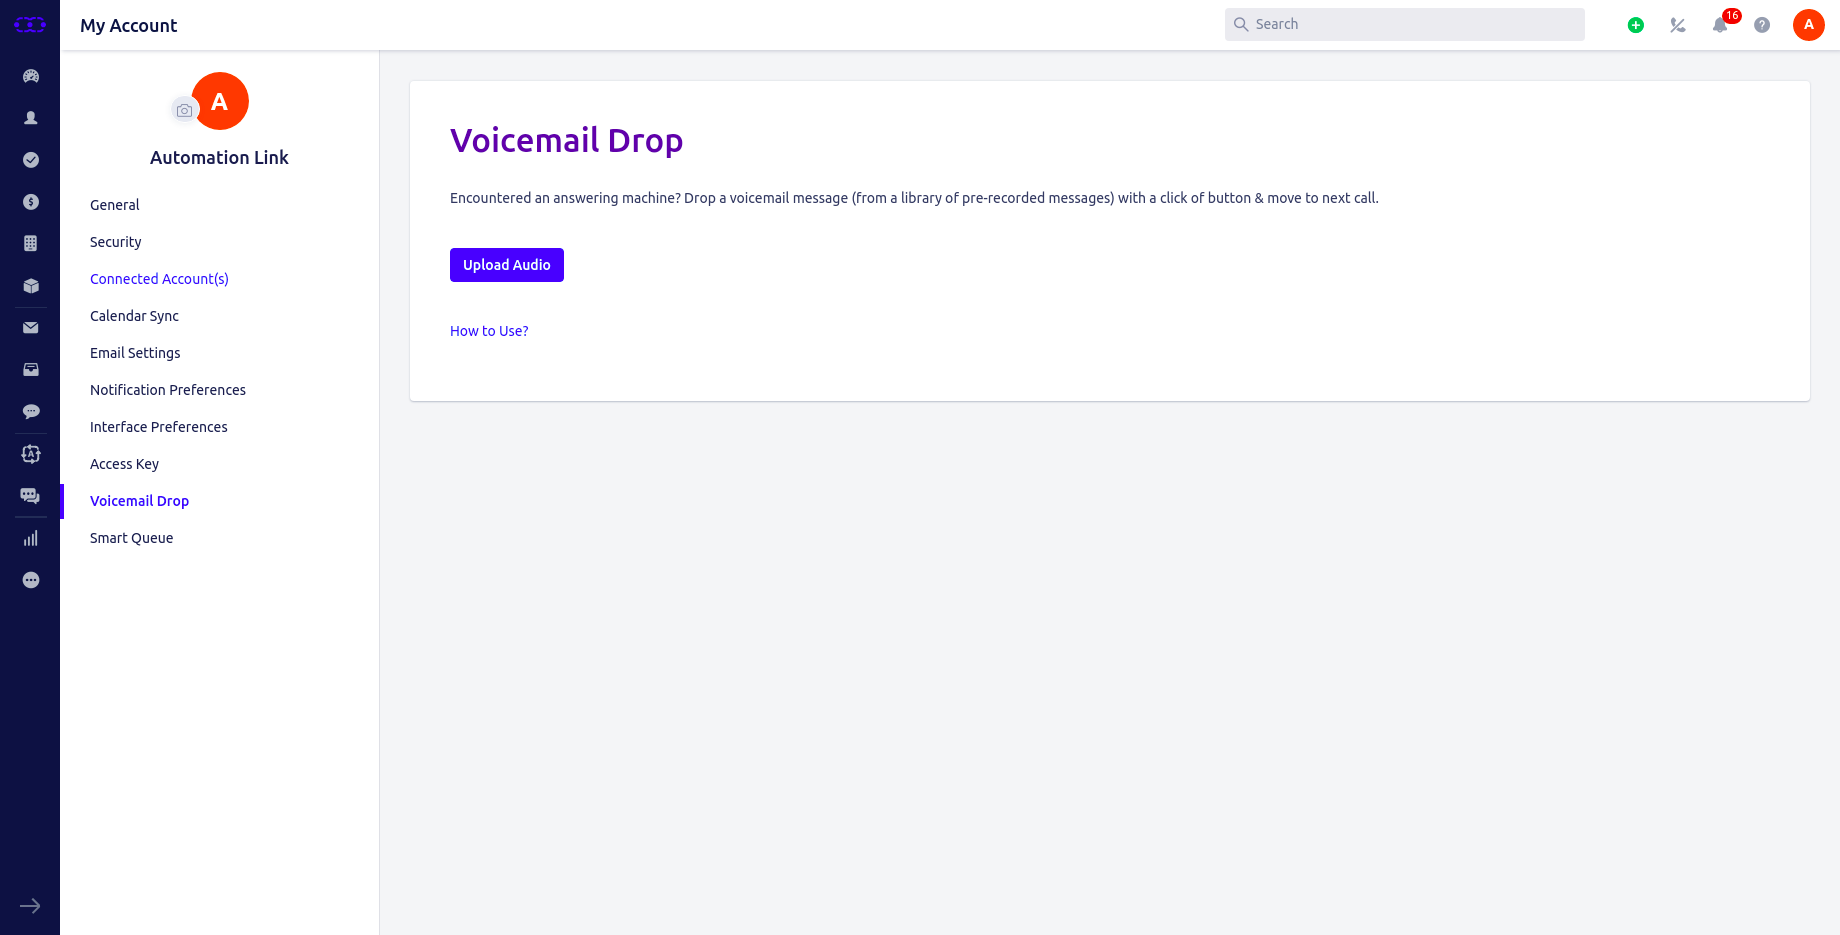 My Account
Search
16
A
A
Automation Link
General
Security
Connected Account(s)
Calendar Sync
Email Settings
Notification Preferences
Interface Preferences
Access Key
Voicemail Drop
Smart Queue
Voicemail Drop
Encountered an answering machine? Drop a voicemail message (from a library of pre-recorded messages) with a click of button & move to next call.
Upload Audio
How to Use?